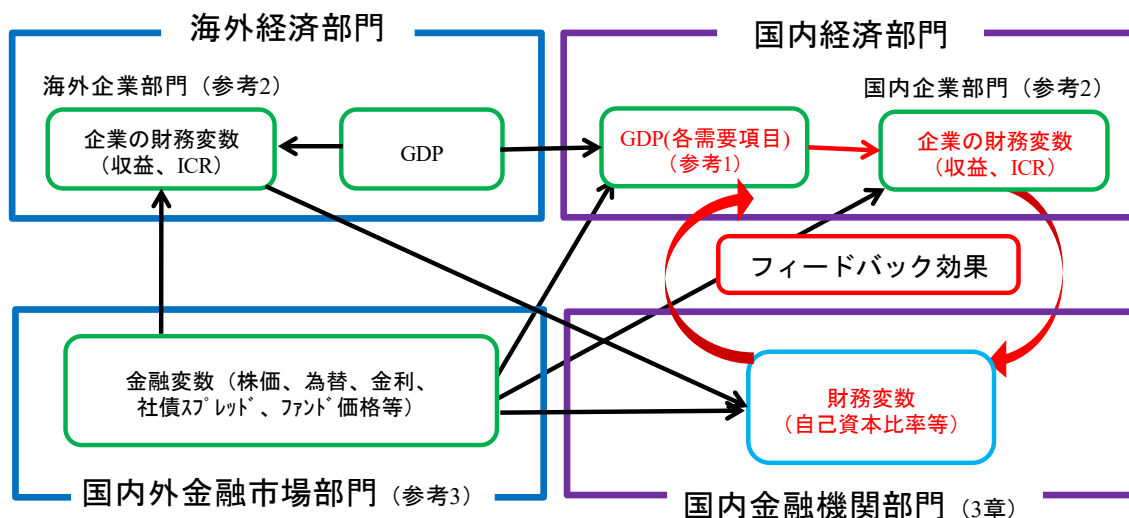 海外経済部門
国内経済部門
海外企業部門（参考2）
国内企業部門（参考2）
企業の財務変数
（収益、ICR）
GDP
GDP(各需要項目)
（参考1）
企業の財務変数
（収益、ICR）
フィードバック効果
金融変数（株価、為替、金利、
社債ｽﾌﾟﾚｯﾄﾞ、ﾌｧﾝﾄﾞ価格等）
財務変数
（自己資本比率等）
国内外金融市場部門（参考3）
国内金融機関部門（3章）